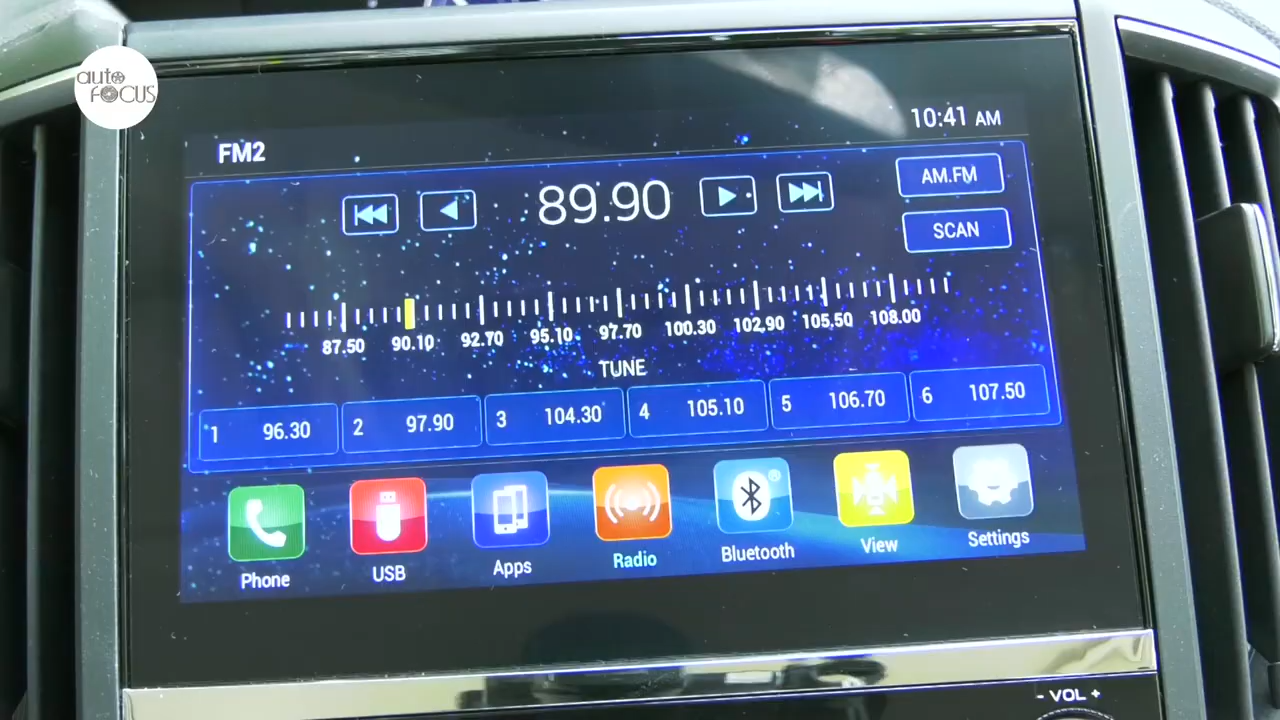 auto
FOCUS
10:41 AM
FM2
89.90
AM.FM
SCAN
87.50 90.10 92.70 95.10 97.70 100.30 102.90 105.50 108.00
TUNE
1 96.30 2 97.90 3 104.30 4 105.10 5 106.70 6 107.50
Phone USB Apps Radio Bluetooth View Settings
- VOL +